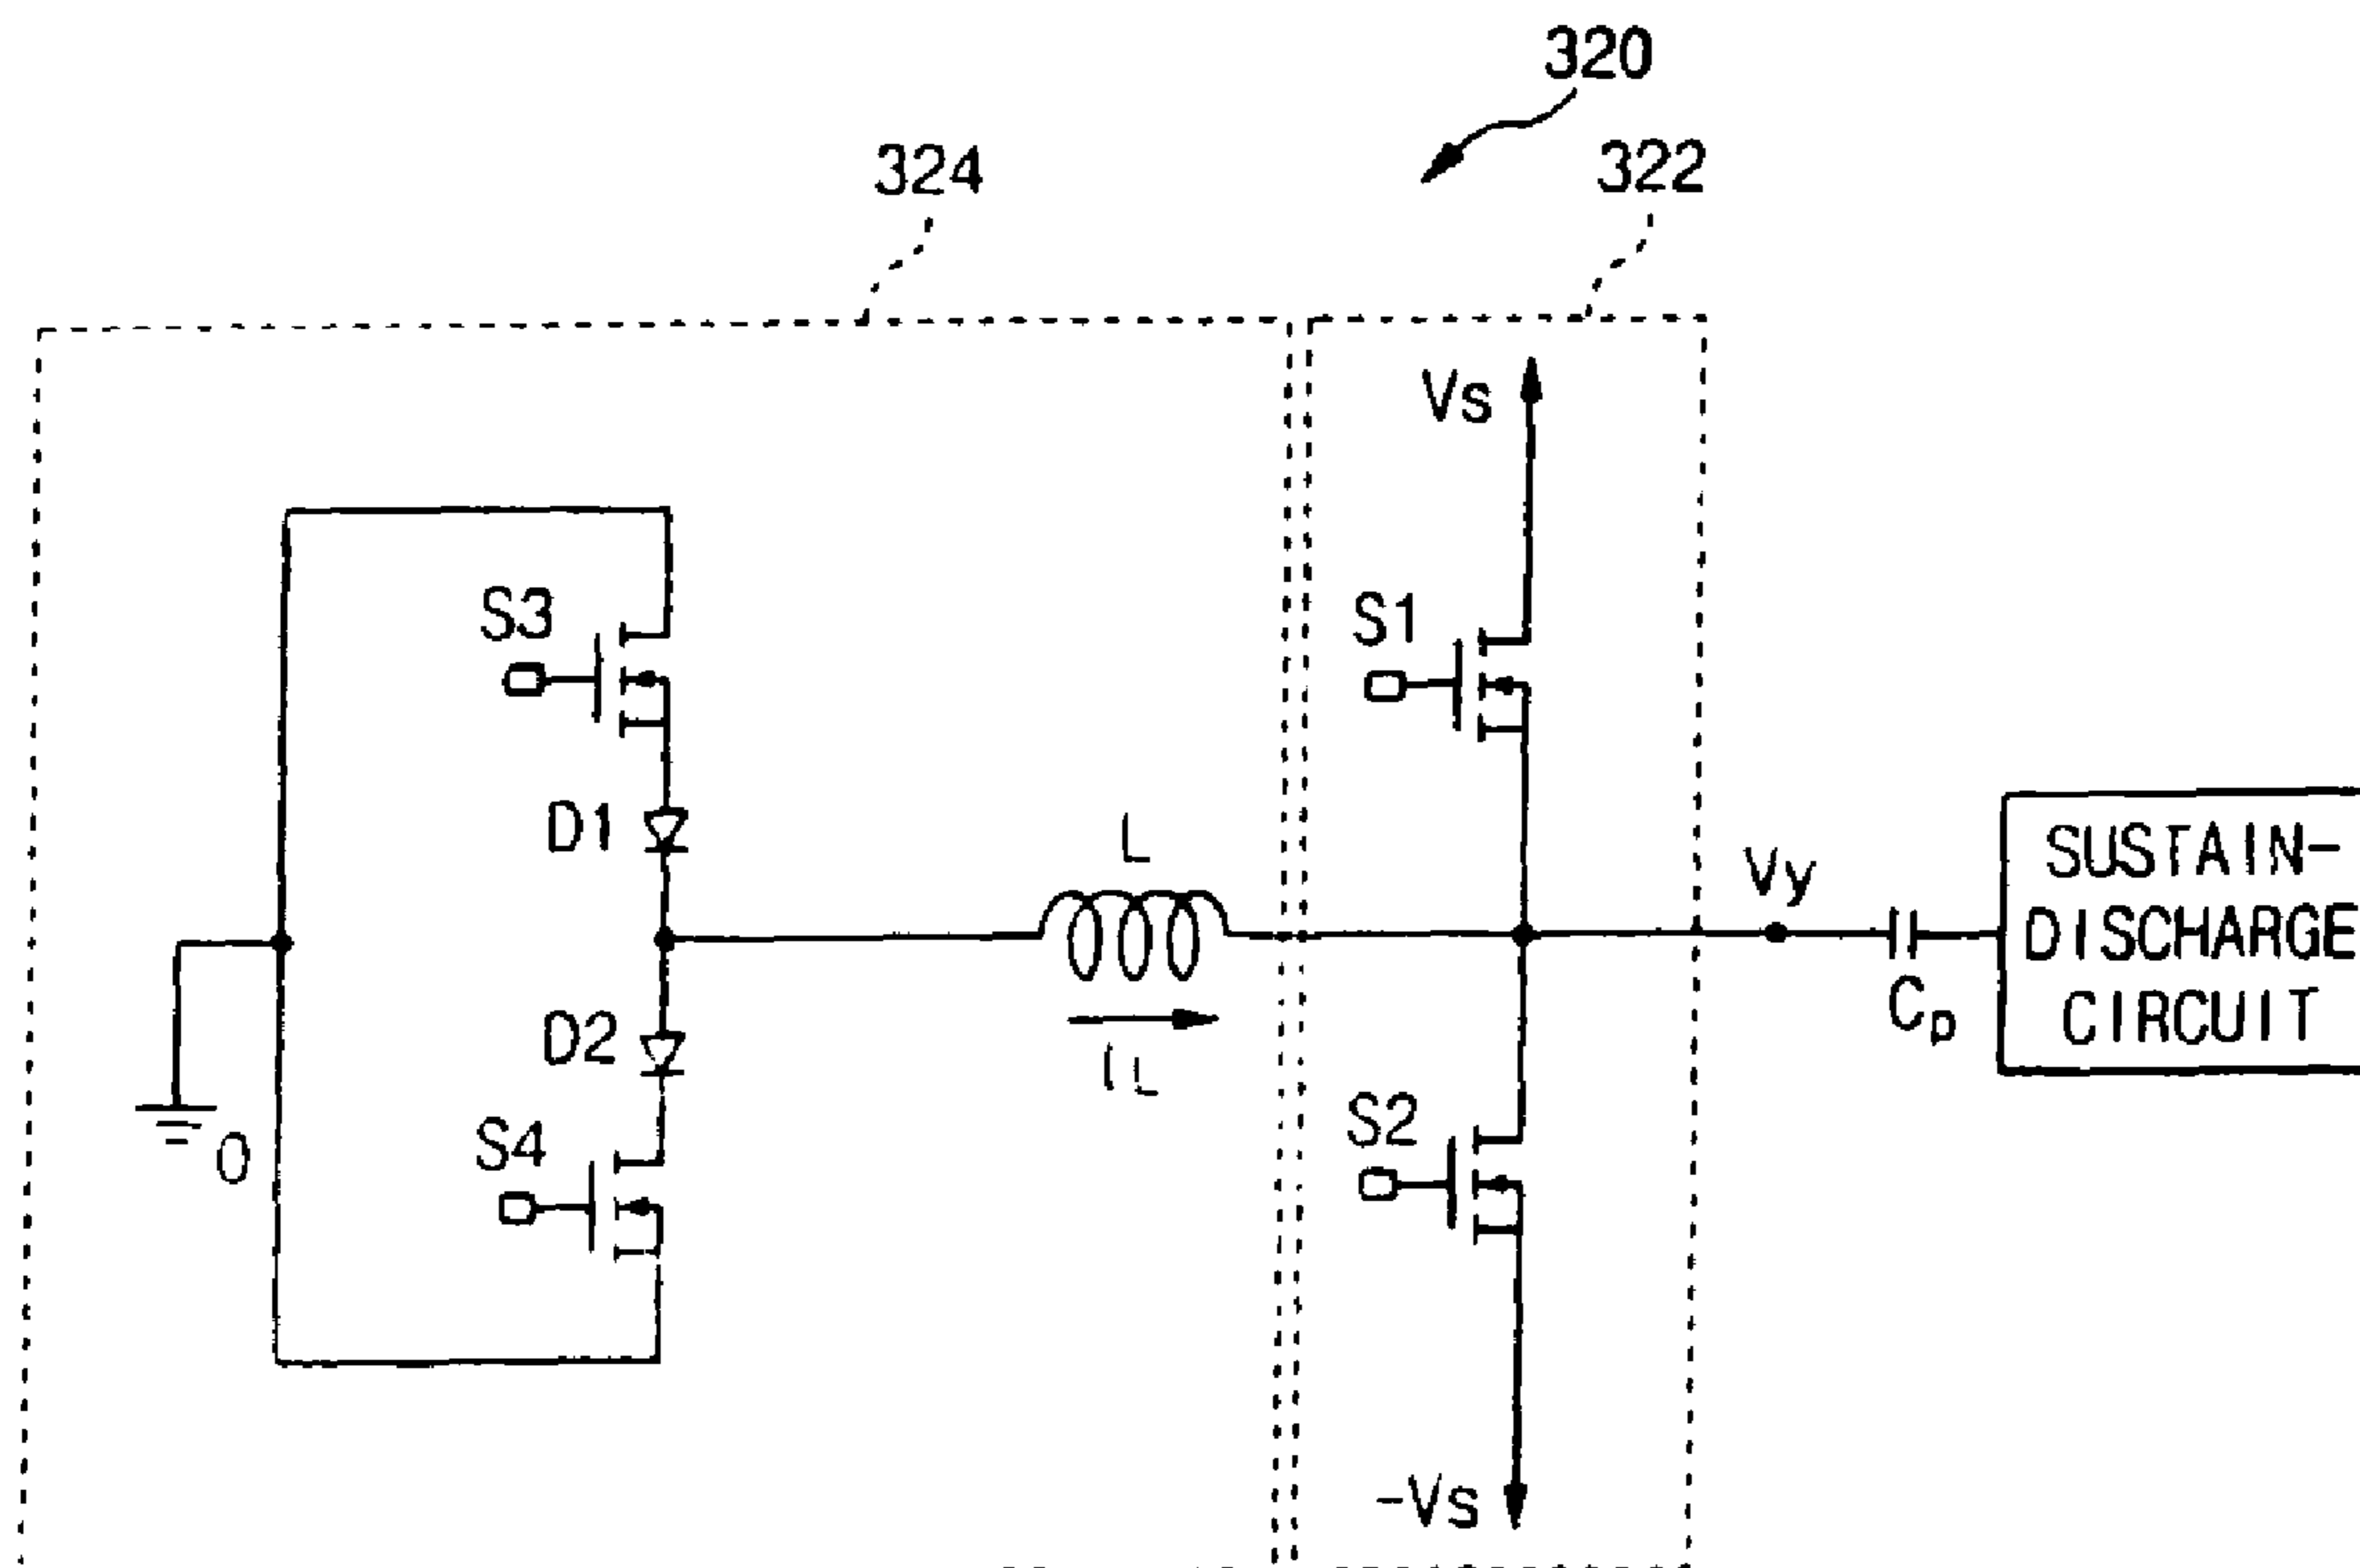 320
324
322
Vs
S3
S1
D1
L
Vy
SUSTAIN-
DISCHARGE
CIRCUIT
Cp
D2
IL
S2
S4
0
-Vs